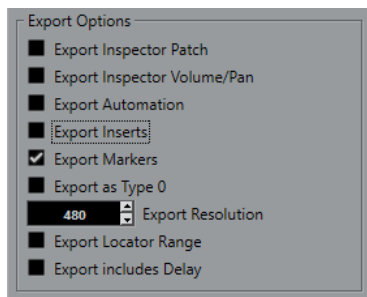 Export Options
Export Inspector Patch
Export Inspector Volume/Pan
Export Automation
Export Inserts
Export Markers
Export as Type 0
480 Export Resolution
Export Locator Range
Export includes Delay